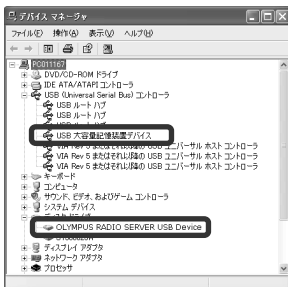 デバイス マネージャ
ファイル(F) 操作(A) 表示(V) ヘルプ(H)
PC011167
DVD/CD-ROM ドライブ
IDE ATA/ATAPI コントローラ
USB (Universal Serial Bus) コントローラ
USB ルート ハブ
USB ルート ハブ
USB ルート ハブ
USB 大容量記憶装置デバイス
VIA Rev 5 またはそれ以降の USB ユニバーサル ホスト コントローラ
VIA Rev 5 またはそれ以降の USB ユニバーサル ホスト コントローラ
VIA Rev 5 またはそれ以降の USB ユニバーサル ホスト コントローラ
キーボード
コンピュータ
サウンド、ビデオ、およびゲーム コントローラ
システム デバイス
OLYMPUS RADIO SERVER USB Device
ディスプレイ アダプタ
ネットワーク アダプタ
プロセッサ